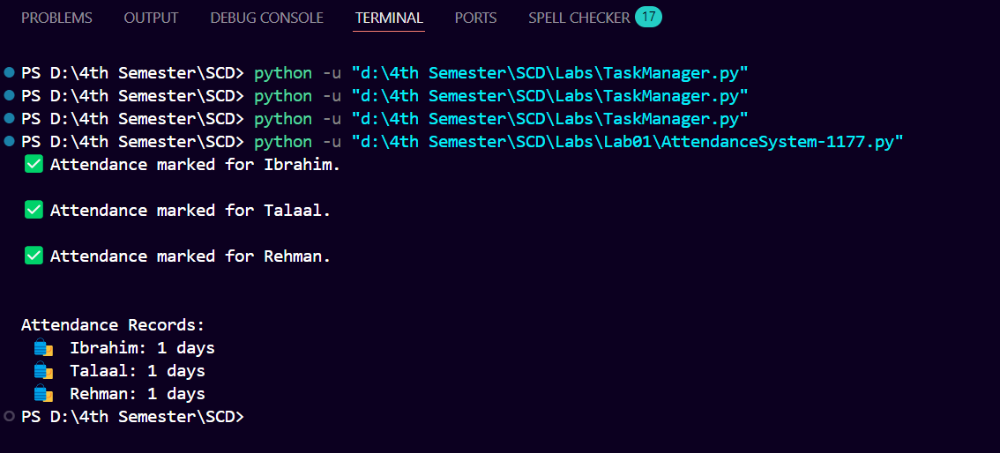 PROBLEMS OUTPUT DEBUG CONSOLE TERMINAL PORTS SPELL CHECKER 17
PS D:\4th Semester\SCD> python -u "d:\4th Semester\SCD\Labs\TaskManager.py"
PS D:\4th Semester\SCD> python -u "d:\4th Semester\SCD\Labs\TaskManager.py"
PS D:\4th Semester\SCD> python -u "d:\4th Semester\SCD\Labs\TaskManager.py"
PS D:\4th Semester\SCD> python -u "d:\4th Semester\SCD\Labs\Lab01\AttendanceSystem-1177.py"
✅ Attendance marked for Ibrahim.
✅ Attendance marked for Talaal.
✅ Attendance marked for Rehman.
Attendance Records:
🛍️ Ibrahim: 1 days
🛍️ Talaal: 1 days
🛍️ Rehman: 1 days
PS D:\4th Semester\SCD>